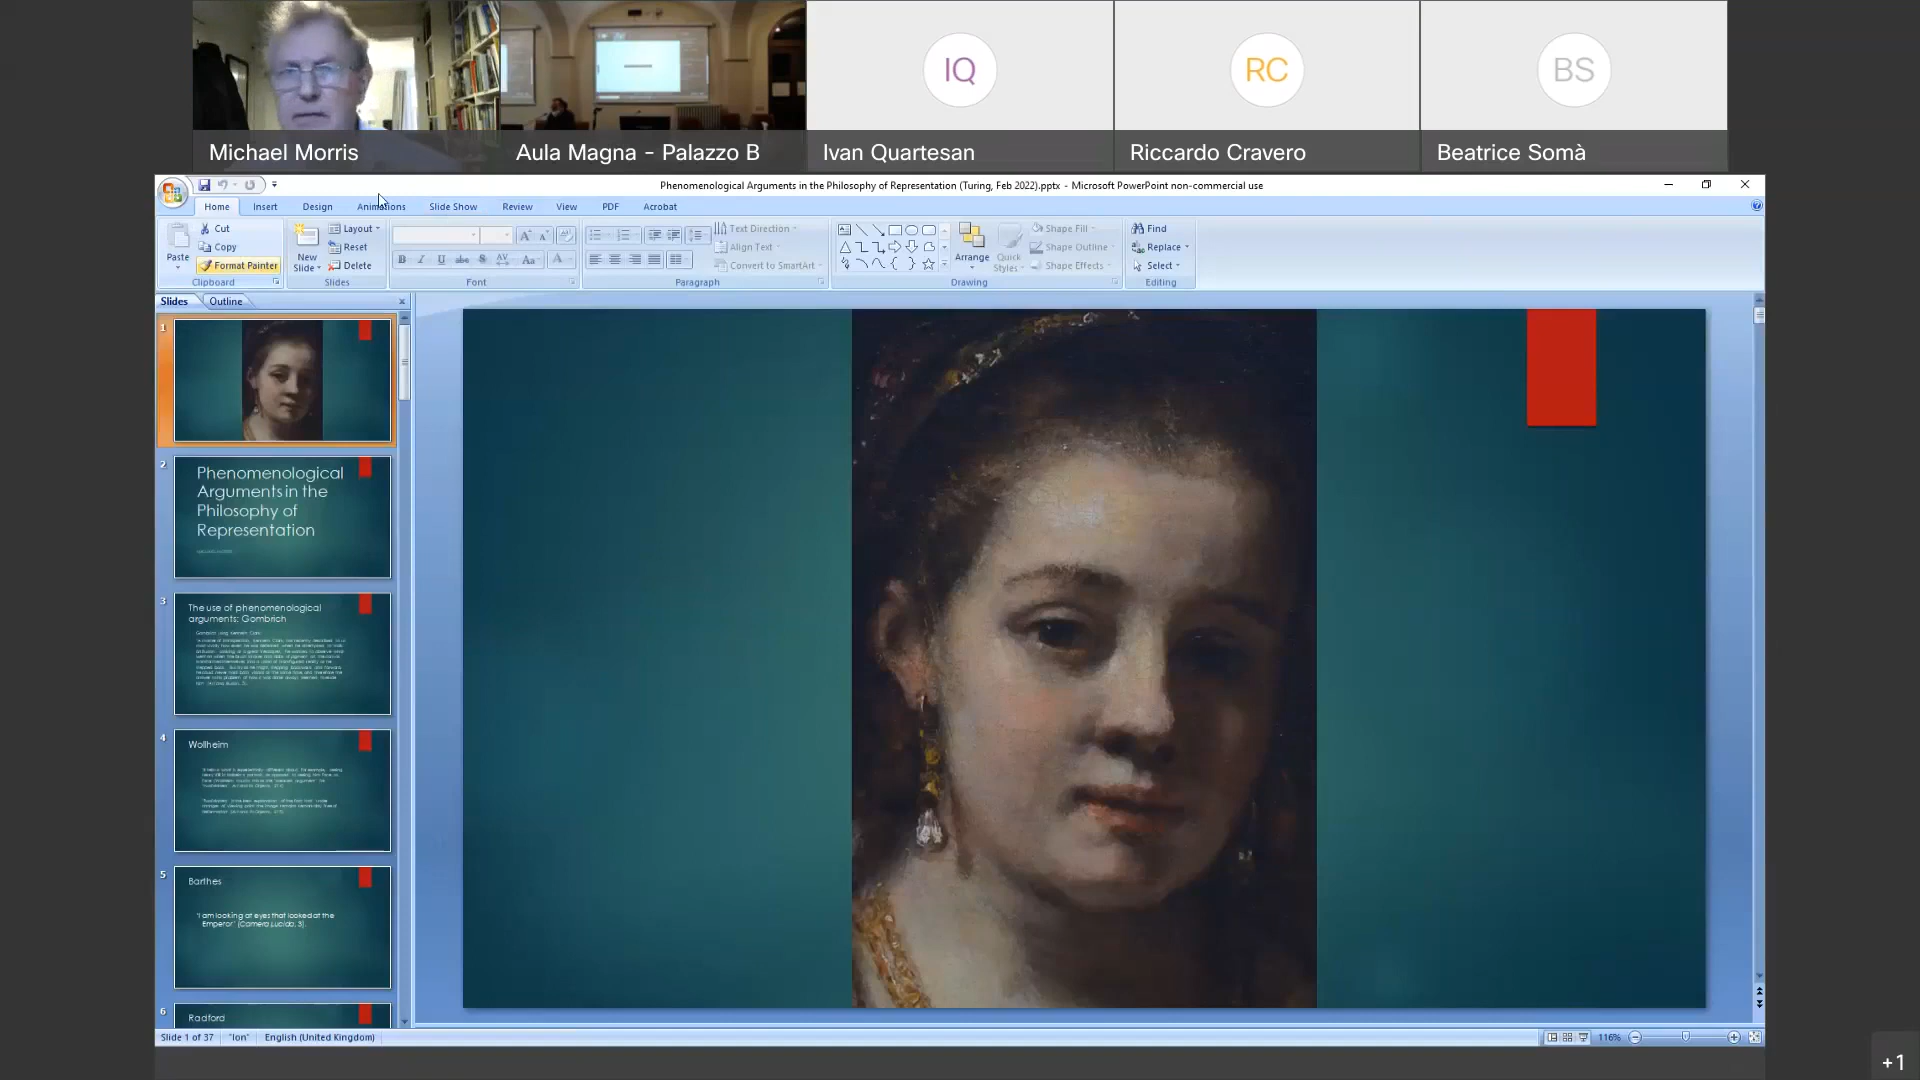 IQ
RC
BS
Michael Morris
Aula Magna - Palazzo B
Ivan Quartesan
Riccardo Cravero
Beatrice Somà
Phenomenological Arguments in the Philosophy of Representation (Turing, Feb 2022).pptx - Microsoft PowerPoint non-commercial use
Home
Insert
Design
Animations
Slide Show
Review
View
PDF
Acrobat
Paste
Cut
Copy
Format Painter
Clipboard
New
Slide
Layout
Reset
Delete
Slides
Font
Text Direction
Align Text
Convert to SmartArt
Paragraph
Arrange
Quick
Styles
Shape Fill
Shape Outline
Shape Effects
Drawing
Find
Replace
Select
Editing
Slides
Outline
1
2
Phenomenological
Arguments in the
Philosophy of
Representation
3
The use of phenomenological
arguments: Gombrich
4
Wollheim
5
Barthes
"I am looking at eyes that looked at the
Emperor" (Camera Lucida, 3).
6
Radford
Slide 1 of 37
"Ion"
English (United Kingdom)
116%
+1